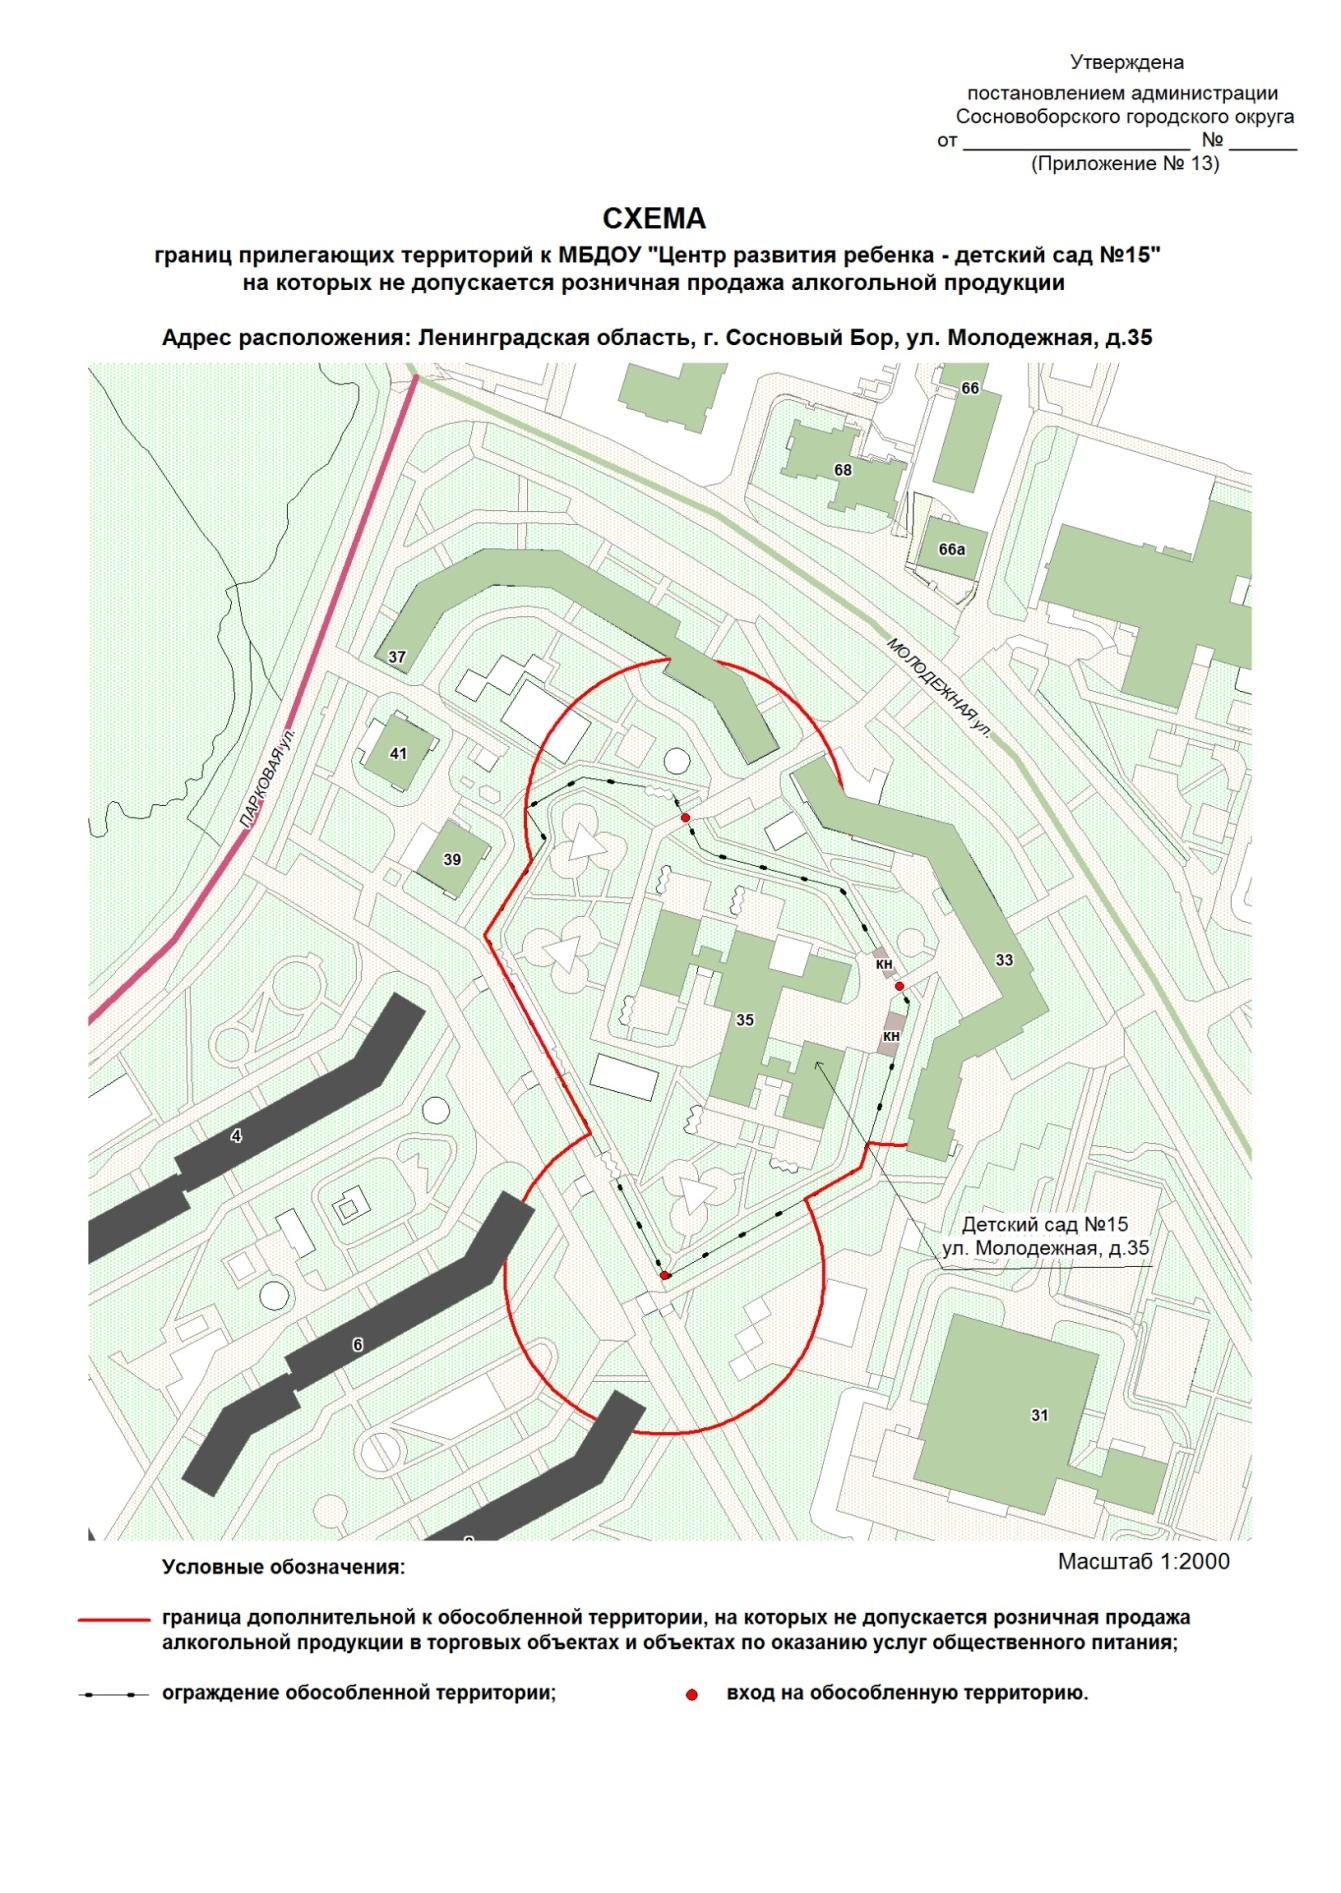 Утверждена
постановлением администрации
Сосновоборского городского округа
от ____________________ № ______
(Приложение № 13)
СХЕМА
границ прилегающих территорий к МБДОУ "Центр развития ребенка - детский сад №15"
на которых не допускается розничная продажа алкогольной продукции
Адрес расположения: Ленинградская область, г. Сосновый Бор, ул. Молодежная, д.35
66
68
66а
37
МОЛОДЕЖНАЯ ул.
41
ПАРКОВАЯ ул.
39
33
кн
35
кн
4
Детский сад №15
ул. Молодежная, д.35
6
31
Условные обозначения:
Масштаб 1:2000
граница дополнительной к обособленной территории, на которых не допускается розничная продажа
алкогольной продукции в торговых объектах и объектах по оказанию услуг общественного питания;
ограждение обособленной территории;
вход на обособленную территорию.